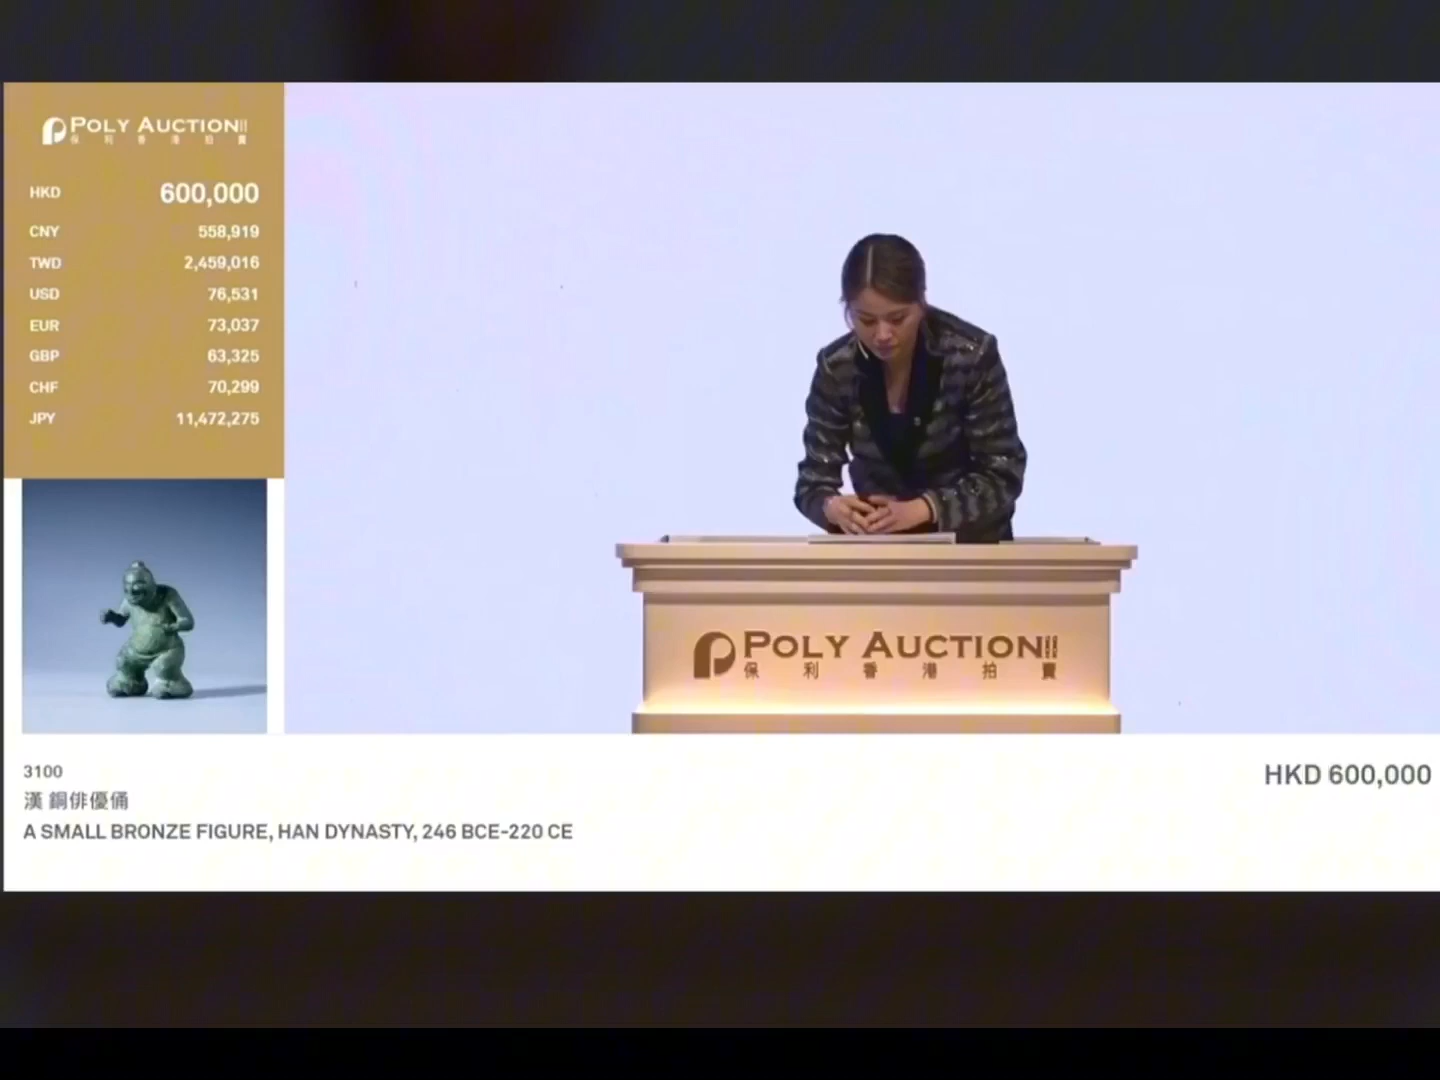 POLY AUCTION
保利香港拍賣
HKD 600,000
CNY 558,919
TWD 2,459,016
USD 76,531
EUR 73,037
GBP 63,325
CHF 70,299
JPY 11,472,275
POLY AUCTION
保利香港拍賣
3100
漢 銅俳優俑
A SMALL BRONZE FIGURE, HAN DYNASTY, 246 BCE-220 CE
HKD 600,000